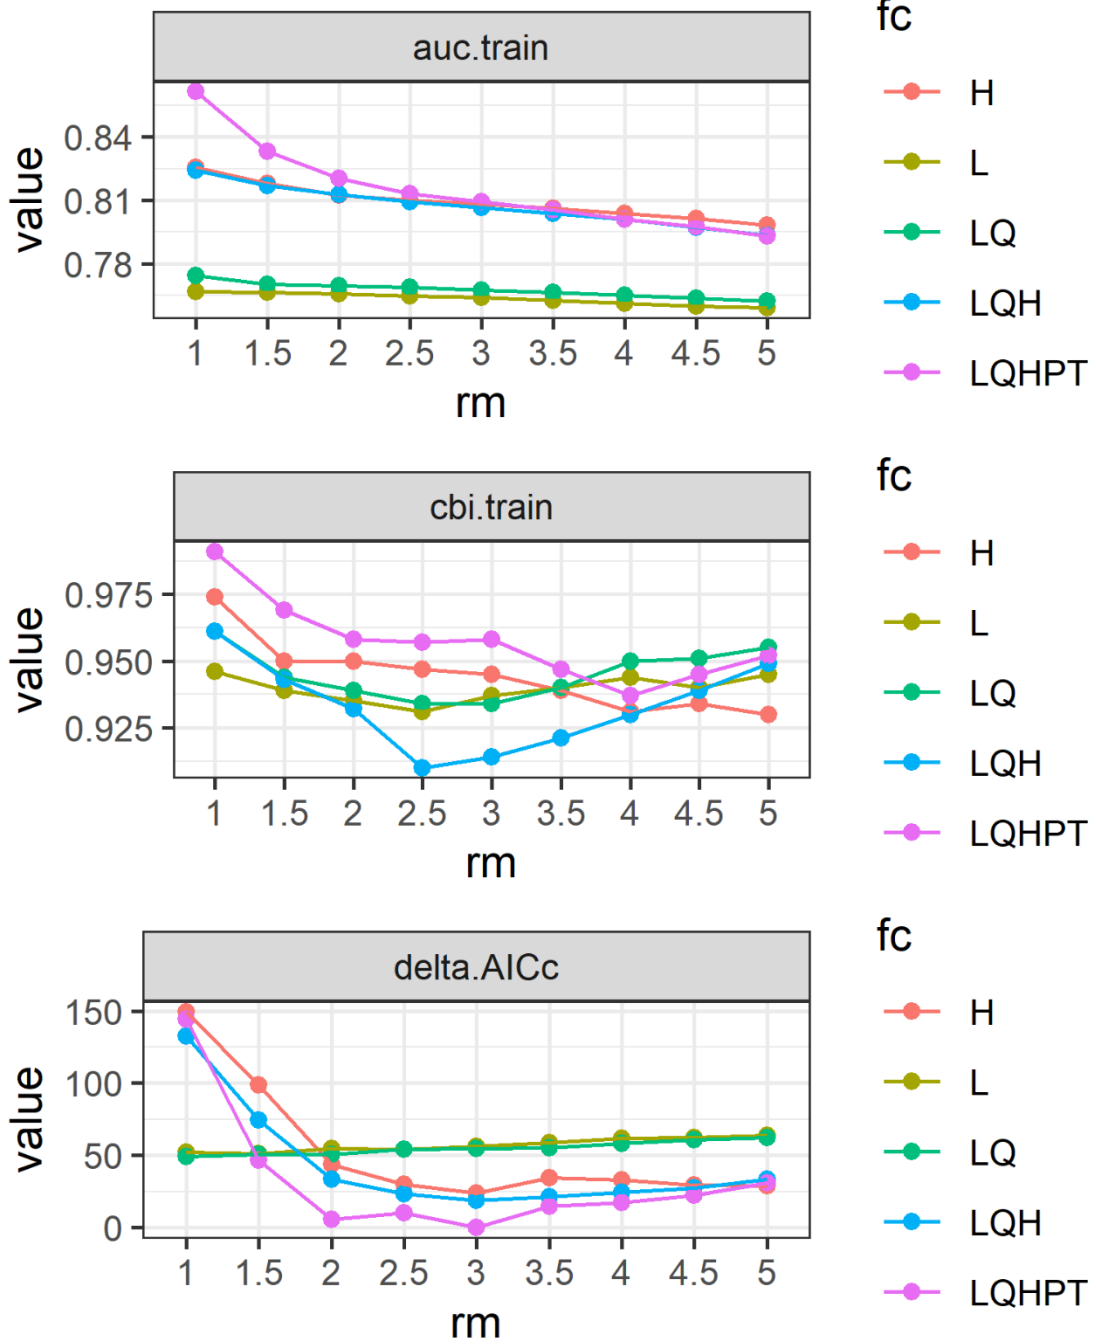 auc.train
value
0.84
0.81
0.78
1 1.5 2 2.5 3 3.5 4 4.5 5
rm
fc
H
L
LQ
LQH
LQHPT
cbi.train
value
0.975
0.950
0.925
1 1.5 2 2.5 3 3.5 4 4.5 5
rm
fc
H
L
LQ
LQH
LQHPT
delta.AICc
value
150
100
50
0
1 1.5 2 2.5 3 3.5 4 4.5 5
rm
fc
H
L
LQ
LQH
LQHPT